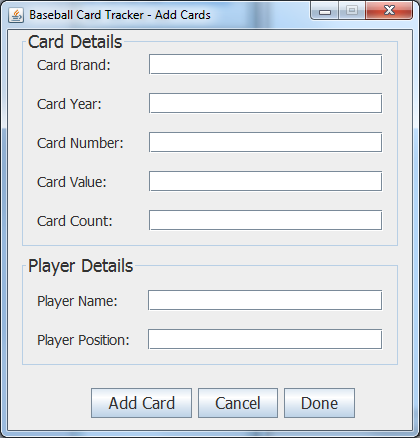 Baseball Card Tracker - Add Cards
Card Details
Card Brand:
Card Year:
Card Number:
Card Value:
Card Count:
Player Details
Player Name:
Player Position:
Add Card Cancel Done